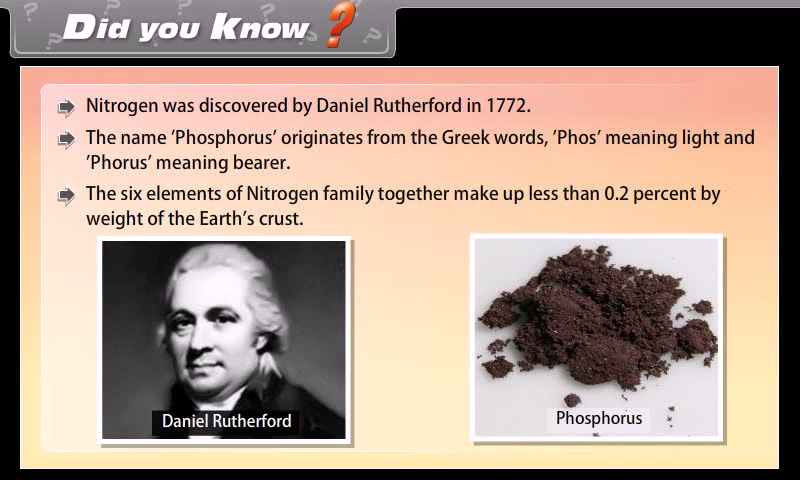 Did you Know ?
Nitrogen was discovered by Daniel Rutherford in 1772.
The name ’Phosphorus’ originates from the Greek words, ’Phos’ meaning light and
’Phorus’ meaning bearer.
The six elements of Nitrogen family together make up less than 0.2 percent by
weight of the Earth’s crust.
Daniel Rutherford
Phosphorus